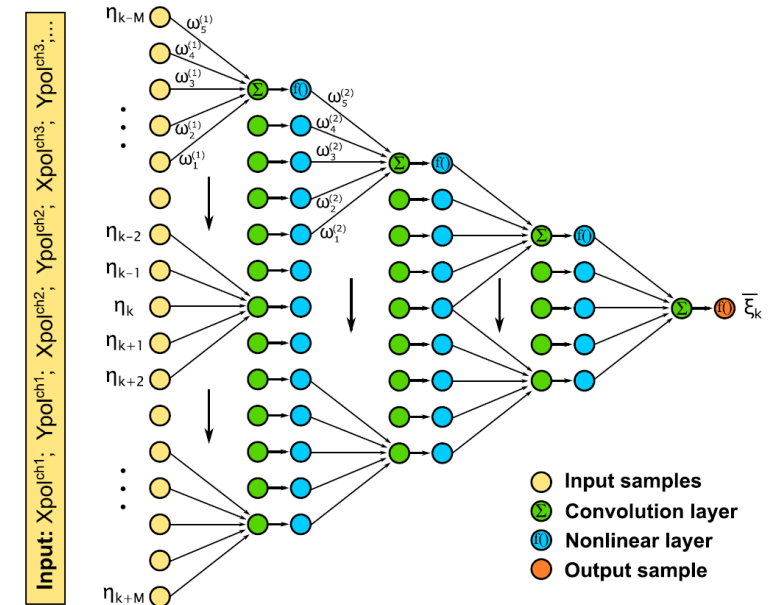 Input: Xpol^ch1; Ypol^ch1; Xpol^ch2; Ypol^ch2; Xpol^ch3; Ypol^ch3;...
η_k-M
ω_5^(1)
ω_4^(1)
ω_3^(1)
ω_2^(1)
ω_1^(1)
Σ
f()
ω_5^(2)
ω_4^(2)
ω_3^(2)
ω_2^(2)
ω_1^(2)
Σ
f()
Σ
f()
η_k-2
η_k-1
η_k
η_k+1
η_k+2
Σ
f()
ξ̅_k
η_k+M
Input samples
Σ Convolution layer
f() Nonlinear layer
Output sample